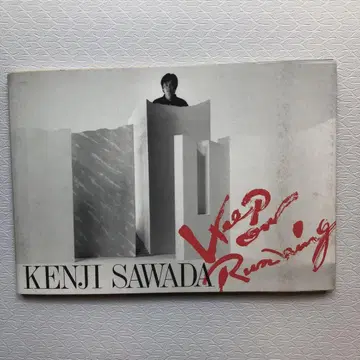 KENJI SAWADA
Keep
on
Running